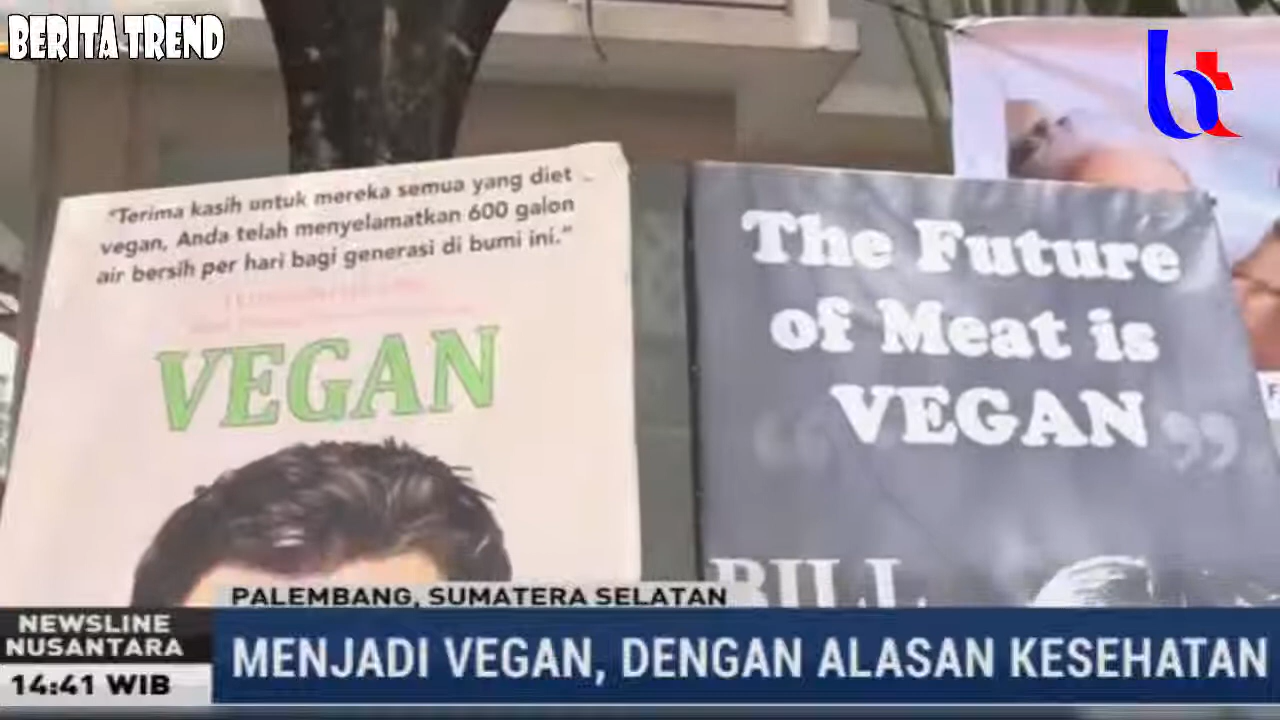 BERITA TREND
bt
"Terima kasih untuk mereka semua yang diet
vegan, Anda telah menyelamatkan 600 galon
air bersih per hari bagi generasi di bumi ini."
VEGAN
The Future
of Meat is
VEGAN
BILL
PALEMBANG, SUMATERA SELATAN
NEWSLINE
NUSANTARA
MENJADI VEGAN, DENGAN ALASAN KESEHATAN
14:41 WIB